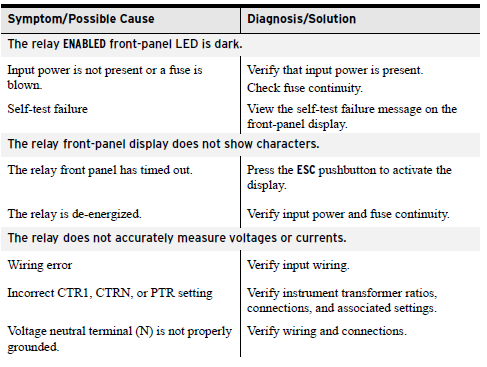 Symptom/Possible Cause Diagnosis/Solution
The relay ENABLED front-panel LED is dark.
Input power is not present or a fuse is
blown.
Verify that input power is present.
Check fuse continuity.
Self-test failure
View the self-test failure message on the
front-panel display.
The relay front-panel display does not show characters.
The relay front panel has timed out.
Press the ESC pushbutton to activate the
display.
The relay is de-energized.
Verify input power and fuse continuity.
The relay does not accurately measure voltages or currents.
Wiring error
Verify input wiring.
Incorrect CTR1, CTRN, or PTR setting
Verify instrument transformer ratios,
connections, and associated settings.
Voltage neutral terminal (N) is not properly
grounded.
Verify wiring and connections.